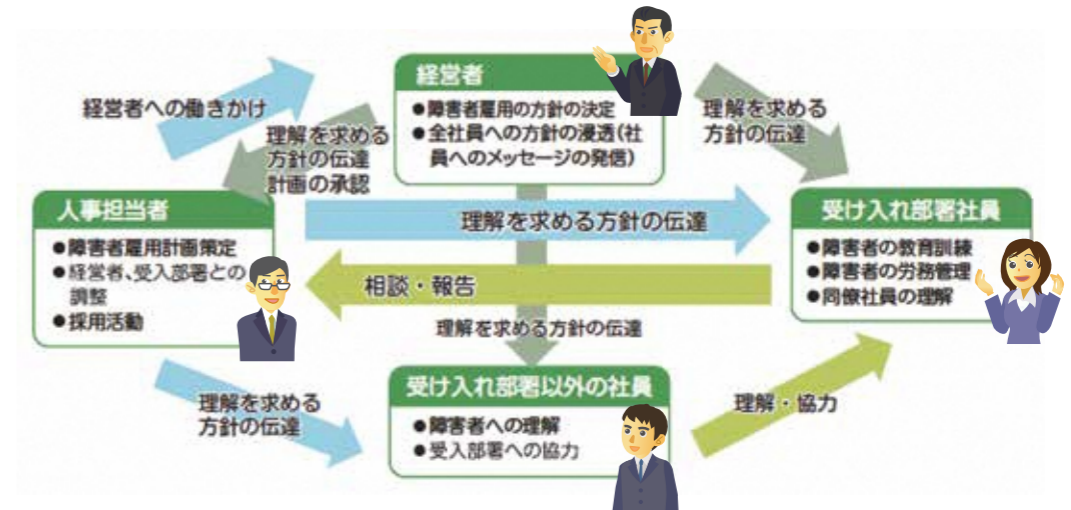 経営者
●障害者雇用の方針の決定
●全社員への方針の浸透(社
員へのメッセージの発信)
経営者への働きかけ
理解を求める
方針の伝達
計画の承認
理解を求める
方針の伝達
人事担当者
●障害者雇用計画策定
●経営者、受入部署との
調整
●採用活動
理解を求める方針の伝達
相談・報告
理解を求める方針の伝達
受け入れ部署社員
●障害者の教育訓練
●障害者の労務管理
●同僚社員の理解
理解を求める
方針の伝達
受け入れ部署以外の社員
●障害者への理解
●受入部署への協力
理解・協力